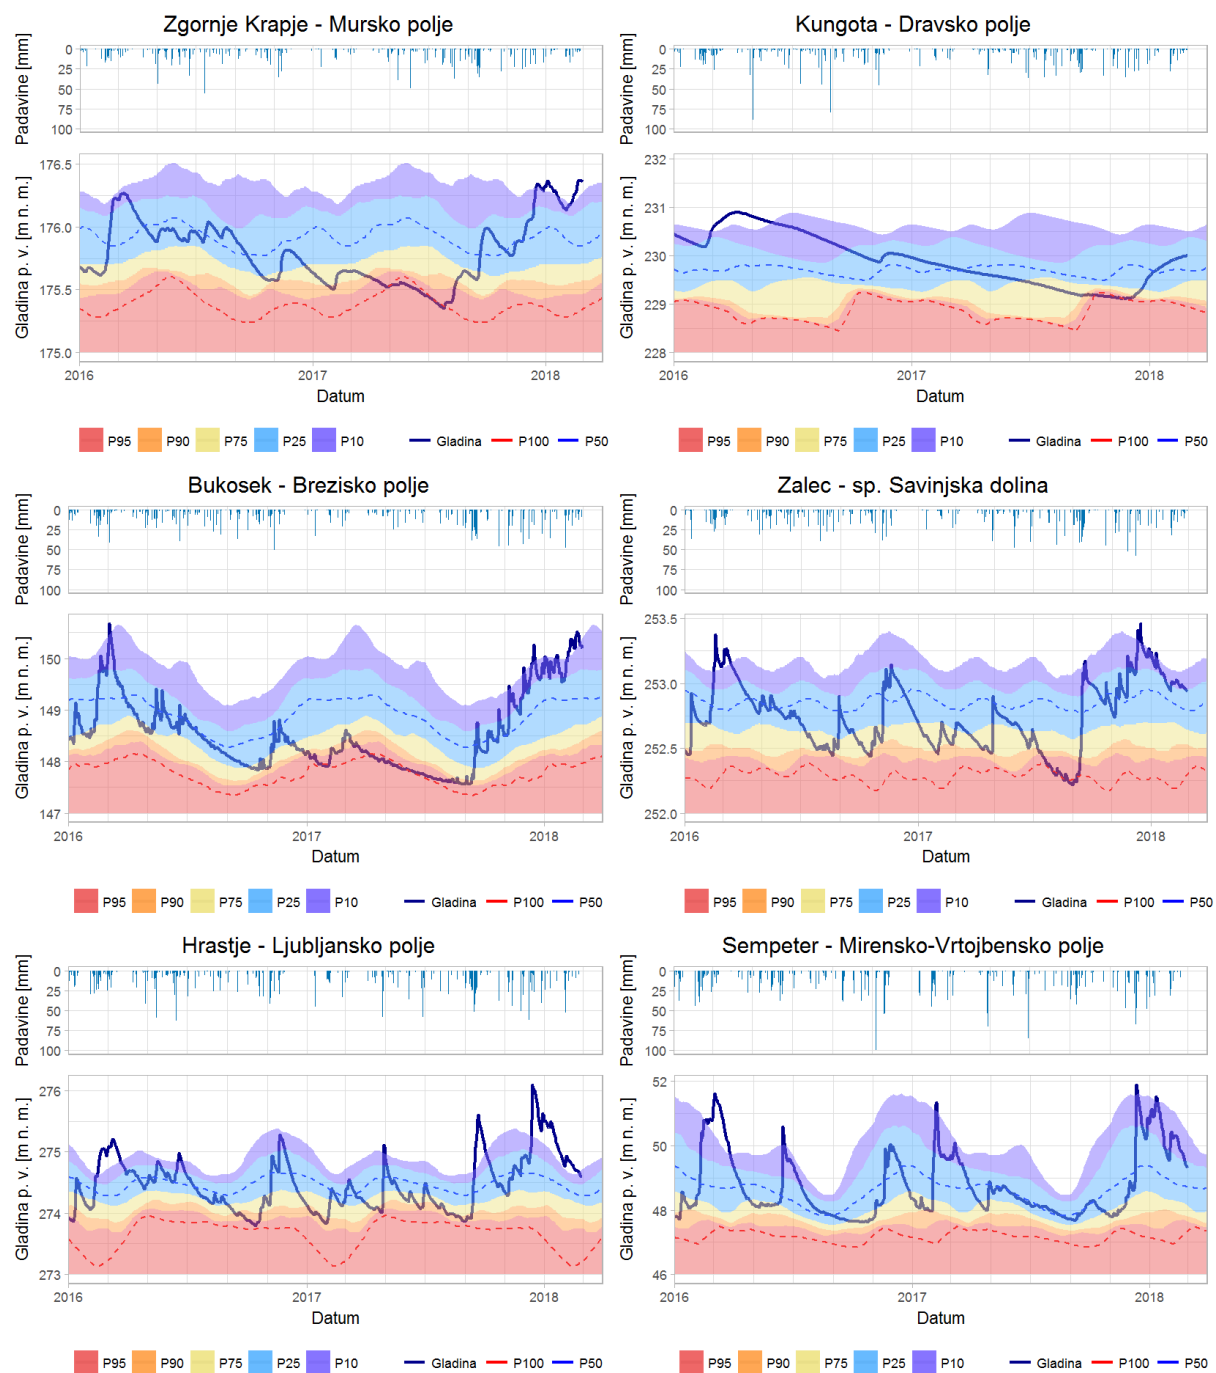 Zgornje Krapje - Mursko polje
Padavine [mm]
0
25
50
75
100
Gladina p. v. [m n. m.]
176.5
176.0
175.5
175.0
2016
2017
2018
Datum
P95
P90
P75
P25
P10
Gladina
P100
P50
Kungota - Dravsko polje
Padavine [mm]
0
25
50
75
100
Gladina p. v. [m n. m.]
232
231
230
229
228
2016
2017
2018
Datum
P95
P90
P75
P25
P10
Gladina
P100
P50
Bukosek - Brezisko polje
Padavine [mm]
0
25
50
75
100
Gladina p. v. [m n. m.]
150
149
148
147
2016
2017
2018
Datum
P95
P90
P75
P25
P10
Gladina
P100
P50
Zalec - sp. Savinjska dolina
Padavine [mm]
0
25
50
75
100
Gladina p. v. [m n. m.]
253.5
253.0
252.5
252.0
2016
2017
2018
Datum
P95
P90
P75
P25
P10
Gladina
P100
P50
Hrastje - Ljubljansko polje
Padavine [mm]
0
25
50
75
100
Gladina p. v. [m n. m.]
276
275
274
273
2016
2017
2018
Datum
P95
P90
P75
P25
P10
Gladina
P100
P50
Sempeter - Mirensko-Vrtojbensko polje
Padavine [mm]
0
25
50
75
100
Gladina p. v. [m n. m.]
52
50
48
46
2016
2017
2018
Datum
P95
P90
P75
P25
P10
Gladina
P100
P50